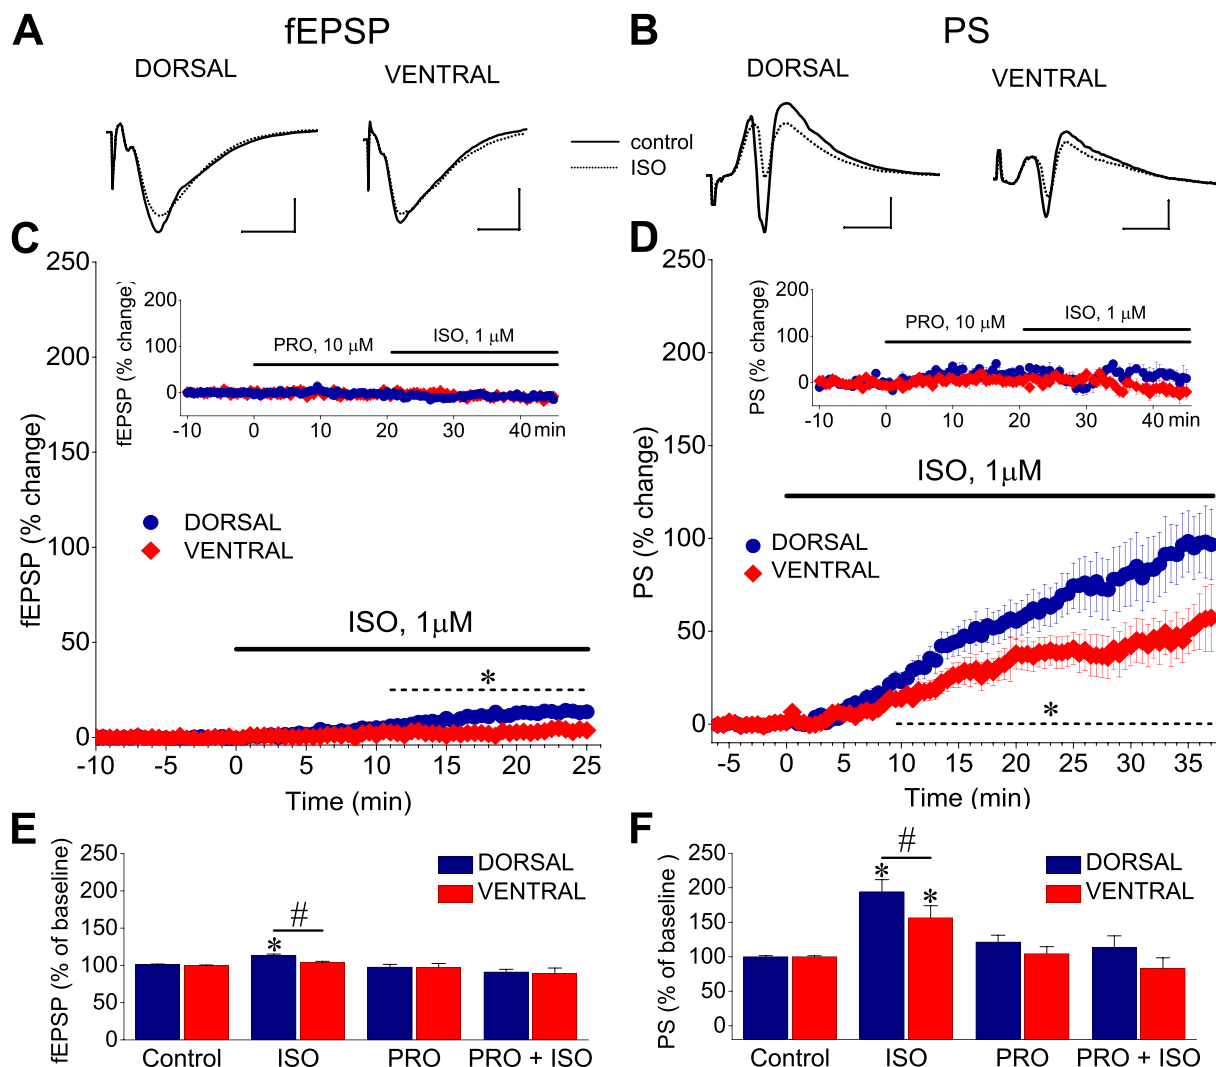 A
fEPSP
DORSAL
VENTRAL
control
ISO
B
PS
DORSAL
VENTRAL
C
fEPSP (% change)
250
200
150
100
50
0
-10
-5
0
5
10
15
20
25
Time (min)
DORSAL
VENTRAL
ISO, 1μM
*
fEPSP (% change)
200
100
0
-10
0
10
20
30
40
min
PRO, 10 μM
ISO, 1 μM
D
PS (% change)
250
200
150
100
50
0
-5
0
5
10
15
20
25
30
35
Time (min)
DORSAL
VENTRAL
ISO, 1μM
*
PS (% change)
200
100
0
-10
0
10
20
30
40
min
PRO, 10 μM
ISO, 1 μM
E
fEPSP (% of baseline)
250
200
150
100
50
0
DORSAL
VENTRAL
#
*
Control
ISO
PRO
PRO + ISO
F
PS (% of baseline )
250
200
150
100
50
0
DORSAL
VENTRAL
#
*
*
Control
ISO
PRO
PRO + ISO